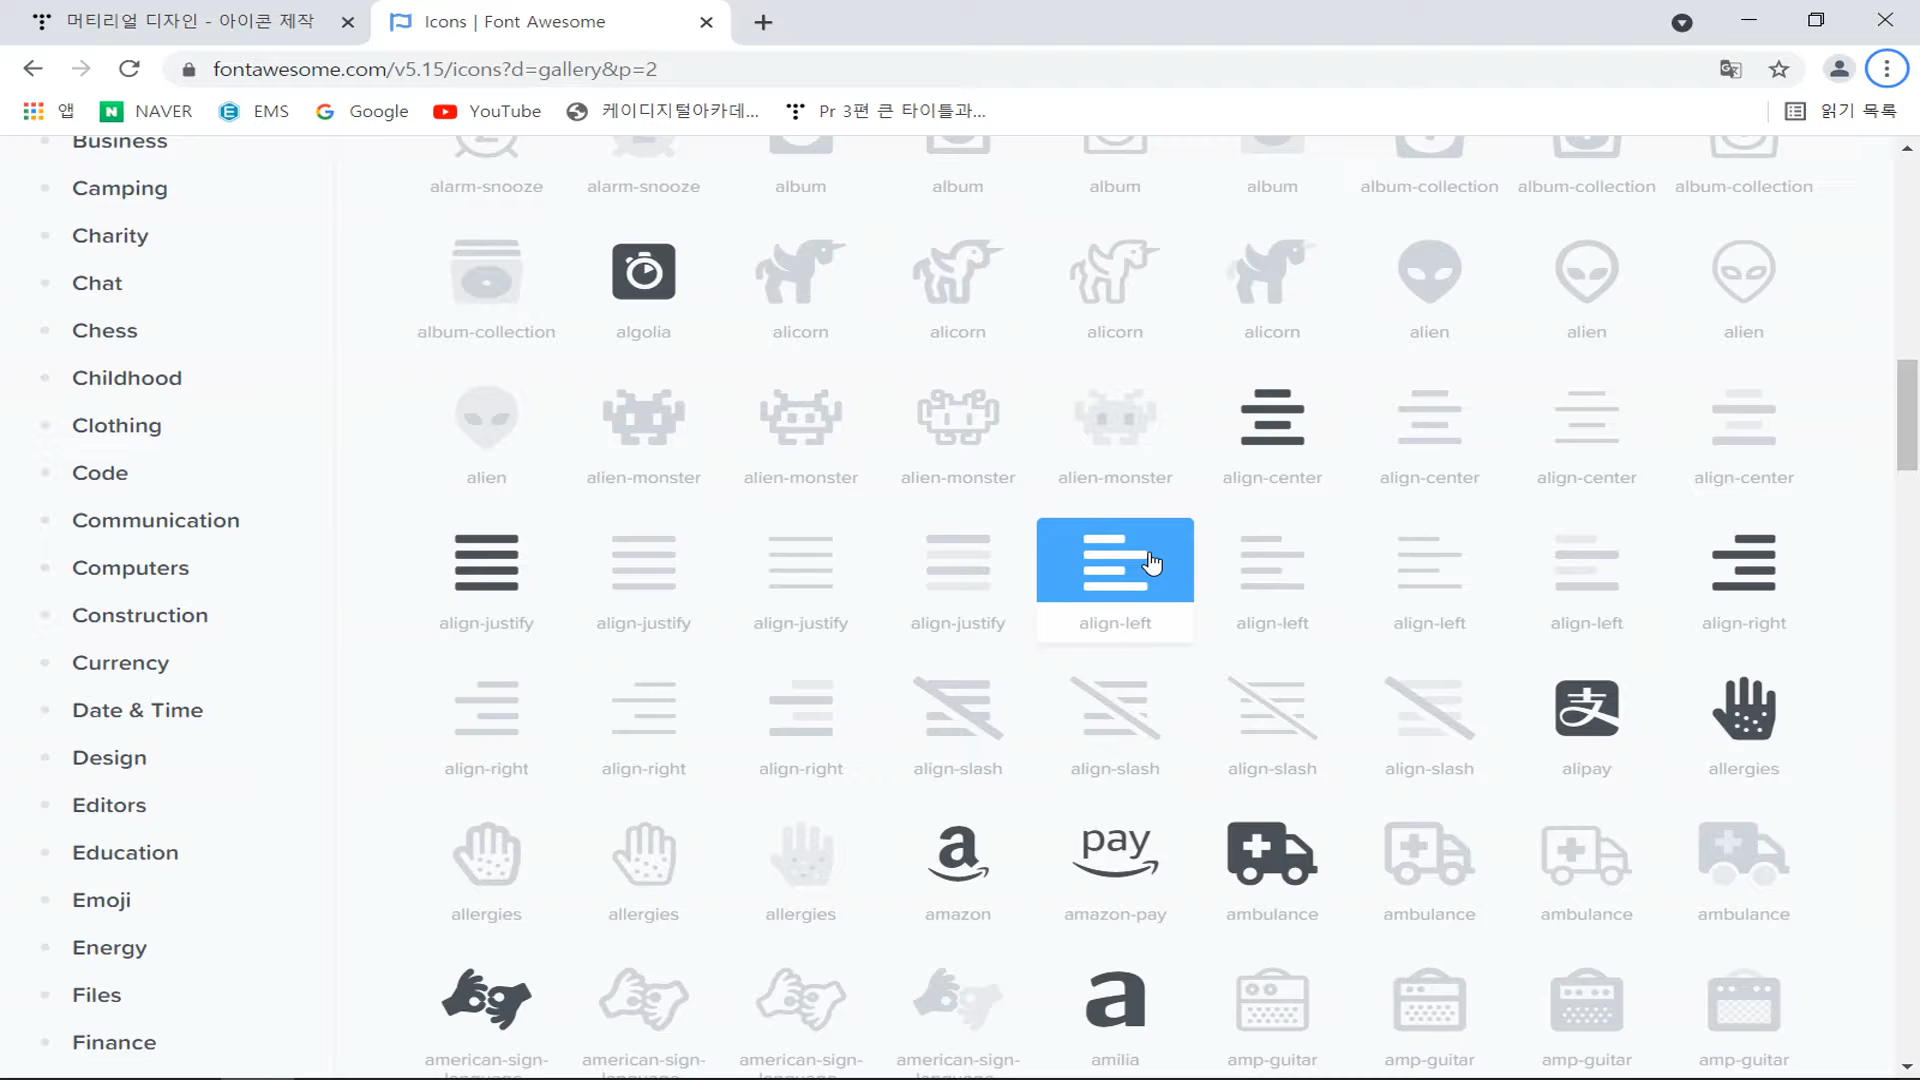 머티리얼 디자인 - 아이콘 제작
Icons | Font Awesome
fontawesome.com/v5.15/icons?d=gallery&p=2
앱 NAVER EMS Google YouTube 케이디지털아카데... Pr 3편 큰 타이틀과... 읽기 목록
Business
Camping
Charity
Chat
Chess
Childhood
Clothing
Code
Communication
Computers
Construction
Currency
Date & Time
Design
Editors
Education
Emoji
Energy
Files
Finance
alarm-snooze alarm-snooze album album album album album-collection album-collection album-collection
album-collection algolia alicorn alicorn alicorn alicorn alien alien alien
alien alien-monster alien-monster alien-monster alien-monster align-center align-center align-center align-center
align-justify align-justify align-justify align-justify align-left align-left align-left align-left align-right
align-right align-right align-right align-slash align-slash align-slash align-slash alipay allergies
pay
allergies allergies allergies amazon amazon-pay ambulance ambulance ambulance ambulance
american-sign- american-sign- american-sign- american-sign- amilia amp-guitar amp-guitar amp-guitar amp-guitar
language language language language